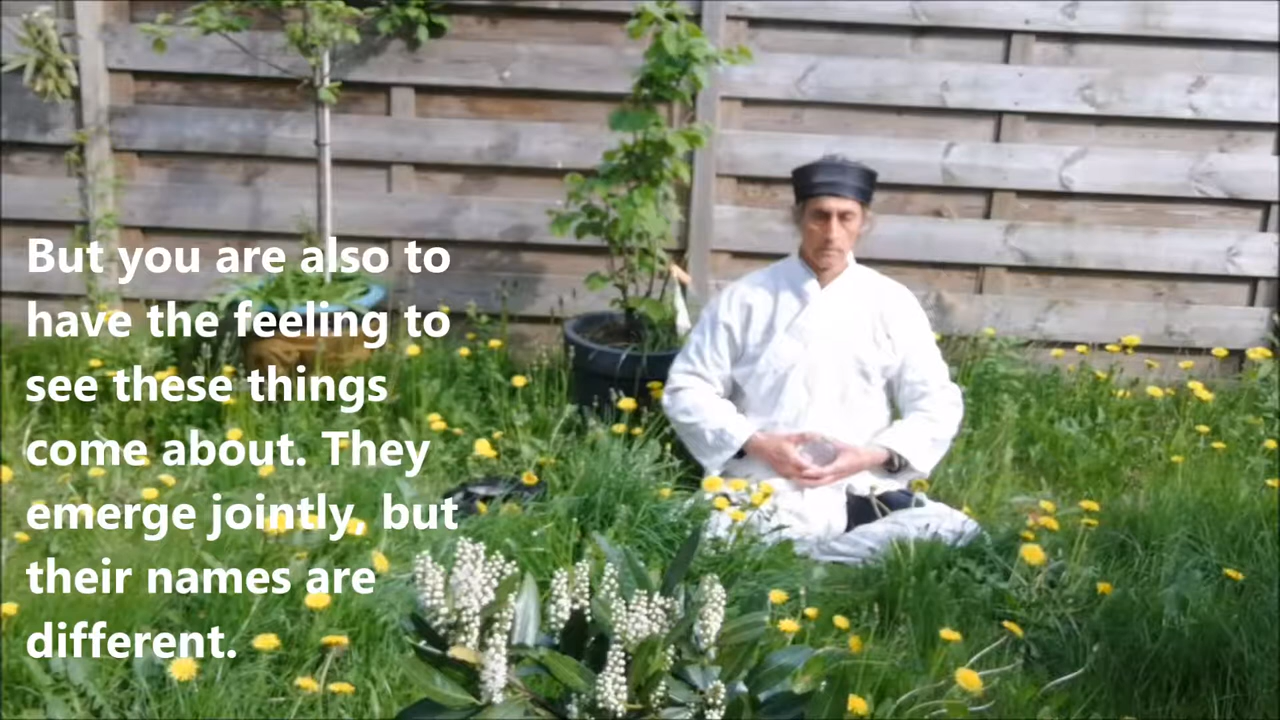 But you are also to
have the feeling to
see these things
come about. They
emerge jointly, but
their names are
different.